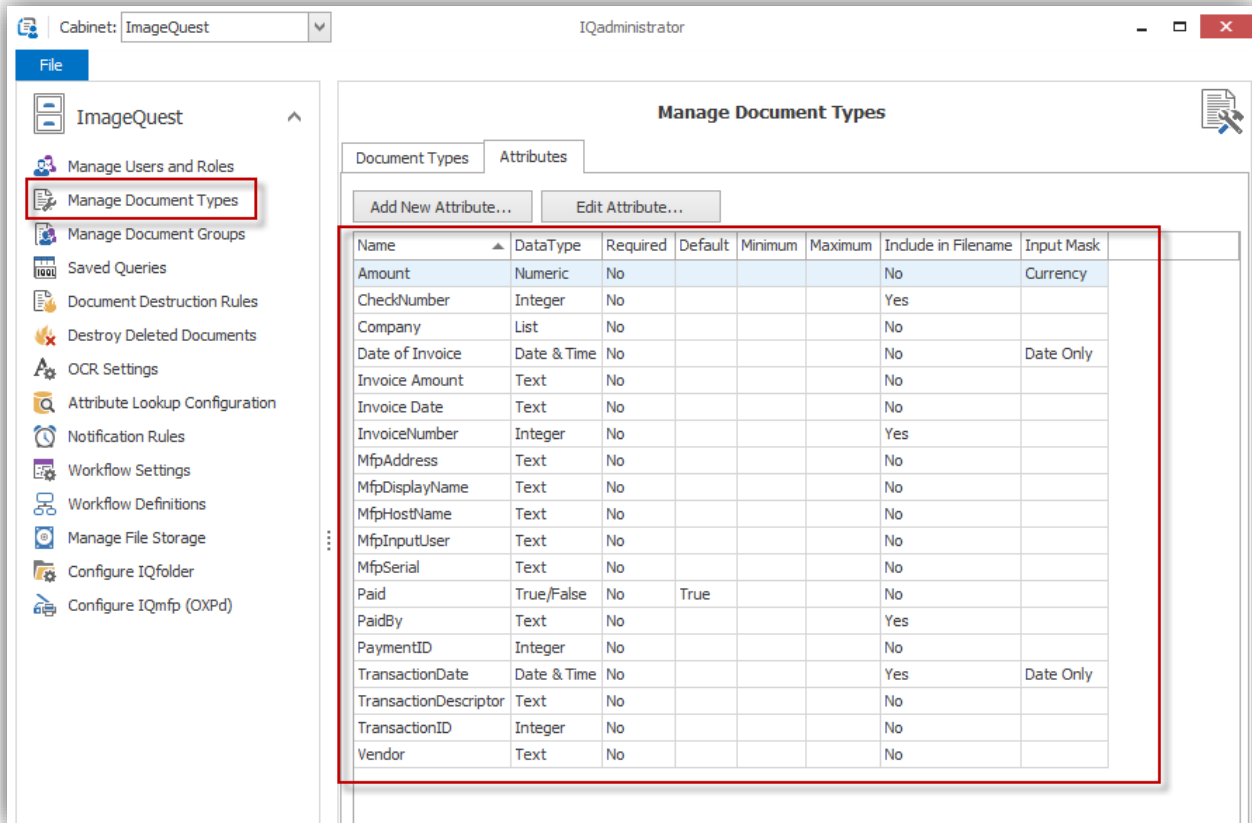 Cabinet: ImageQuest
IQadministrator
File
ImageQuest
Manage Users and Roles
Manage Document Types
Manage Document Groups
Saved Queries
Document Destruction Rules
Destroy Deleted Documents
OCR Settings
Attribute Lookup Configuration
Notification Rules
Workflow Settings
Workflow Definitions
Manage File Storage
Configure IQfolder
Configure IQmfp (OXPd)
Manage Document Types
Document Types Attributes
Add New Attribute... Edit Attribute...
Name DataType Required Default Minimum Maximum Include in Filename Input Mask
Amount Numeric No No Currency
CheckNumber Integer No Yes
Company List No No
Date of Invoice Date & Time No No Date Only
Invoice Amount Text No No
Invoice Date Text No No
InvoiceNumber Integer No Yes
MfpAddress Text No No
MfpDisplayName Text No No
MfpHostName Text No No
MfpInputUser Text No No
MfpSerial Text No No
Paid True/False No True No
PaidBy Text No Yes
PaymentID Integer No No
TransactionDate Date & Time No Yes Date Only
TransactionDescriptor Text No No
TransactionID Integer No No
Vendor Text No No